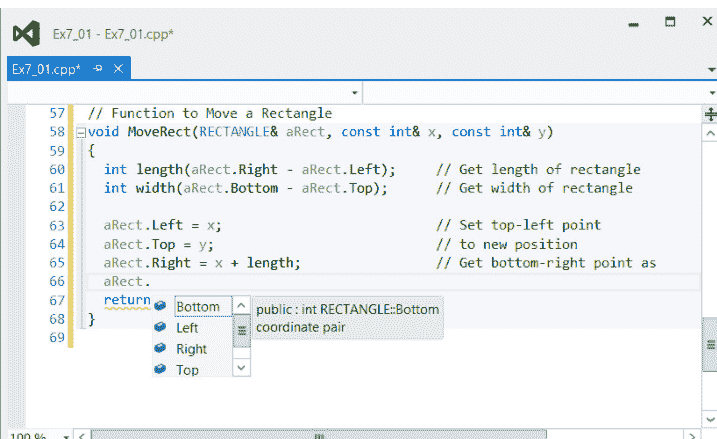 Ex7_01 - Ex7_01.cpp*
Ex7_01.cpp*
57 // Function to Move a Rectangle
58 void MoveRect(RECTANGLE& aRect, const int& x, const int& y)
59 {
60 int length(aRect.Right - aRect.Left); // Get length of rectangle
61 int width(aRect.Bottom - aRect.Top); // Get width of rectangle
62
63 aRect.Left = x; // Set top-left point
64 aRect.Top = y; // to new position
65 aRect.Right = x + length; // Get bottom-right point as
66 aRect.
67 return
68 }
69
Bottom
Left
Right
Top
public : int RECTANGLE::Bottom
coordinate pair
100 %